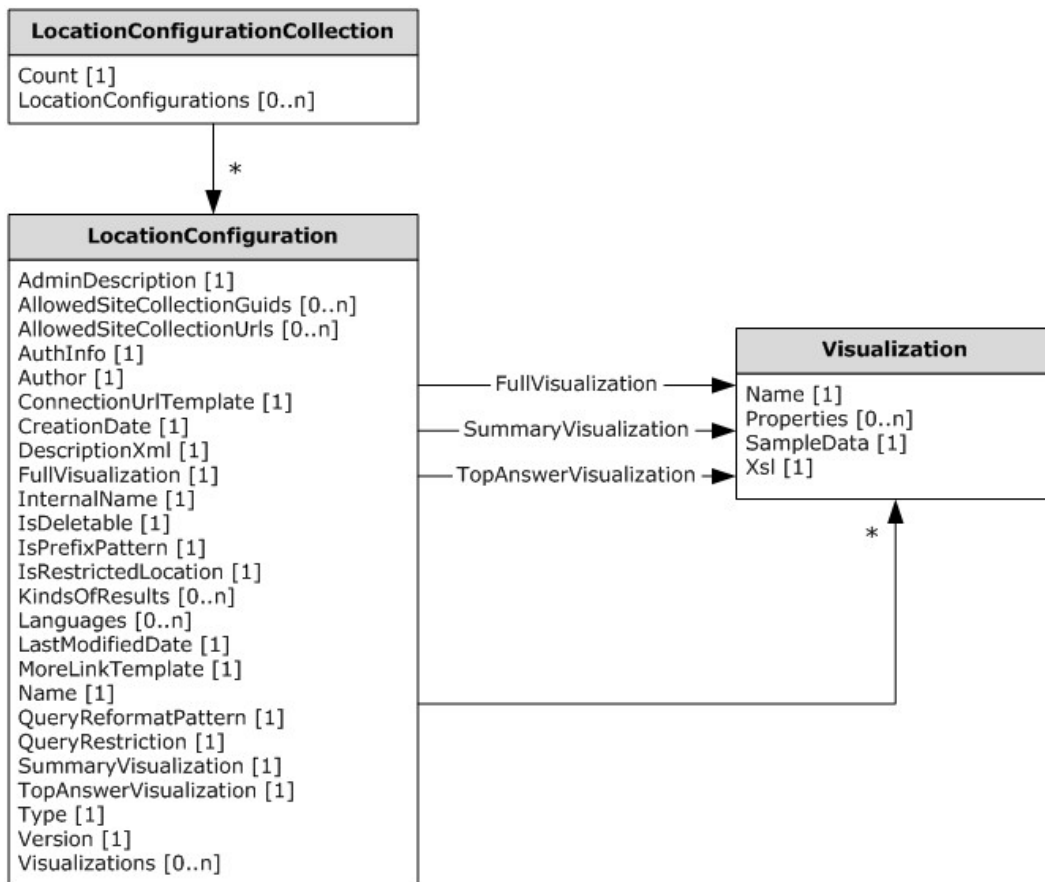 LocationConfigurationCollection
Count [1]
LocationConfigurations [0..n]
*
LocationConfiguration
AdminDescription [1]
AllowedSiteCollectionGuids [0..n]
AllowedSiteCollectionUrls [0..n]
AuthInfo [1]
Author [1]
ConnectionUrlTemplate [1]
CreationDate [1]
DescriptionXml [1]
FullVisualization [1]
InternalName [1]
IsDeletable [1]
IsPrefixPattern [1]
IsRestrictedLocation [1]
KindsOfResults [0..n]
Languages [0..n]
LastModifiedDate [1]
MoreLinkTemplate [1]
Name [1]
QueryReformatPattern [1]
QueryRestriction [1]
SummaryVisualization [1]
TopAnswerVisualization [1]
Type [1]
Version [1]
Visualizations [0..n]
FullVisualization
SummaryVisualization
TopAnswerVisualization
Visualization
Name [1]
Properties [0..n]
SampleData [1]
Xsl [1]
*